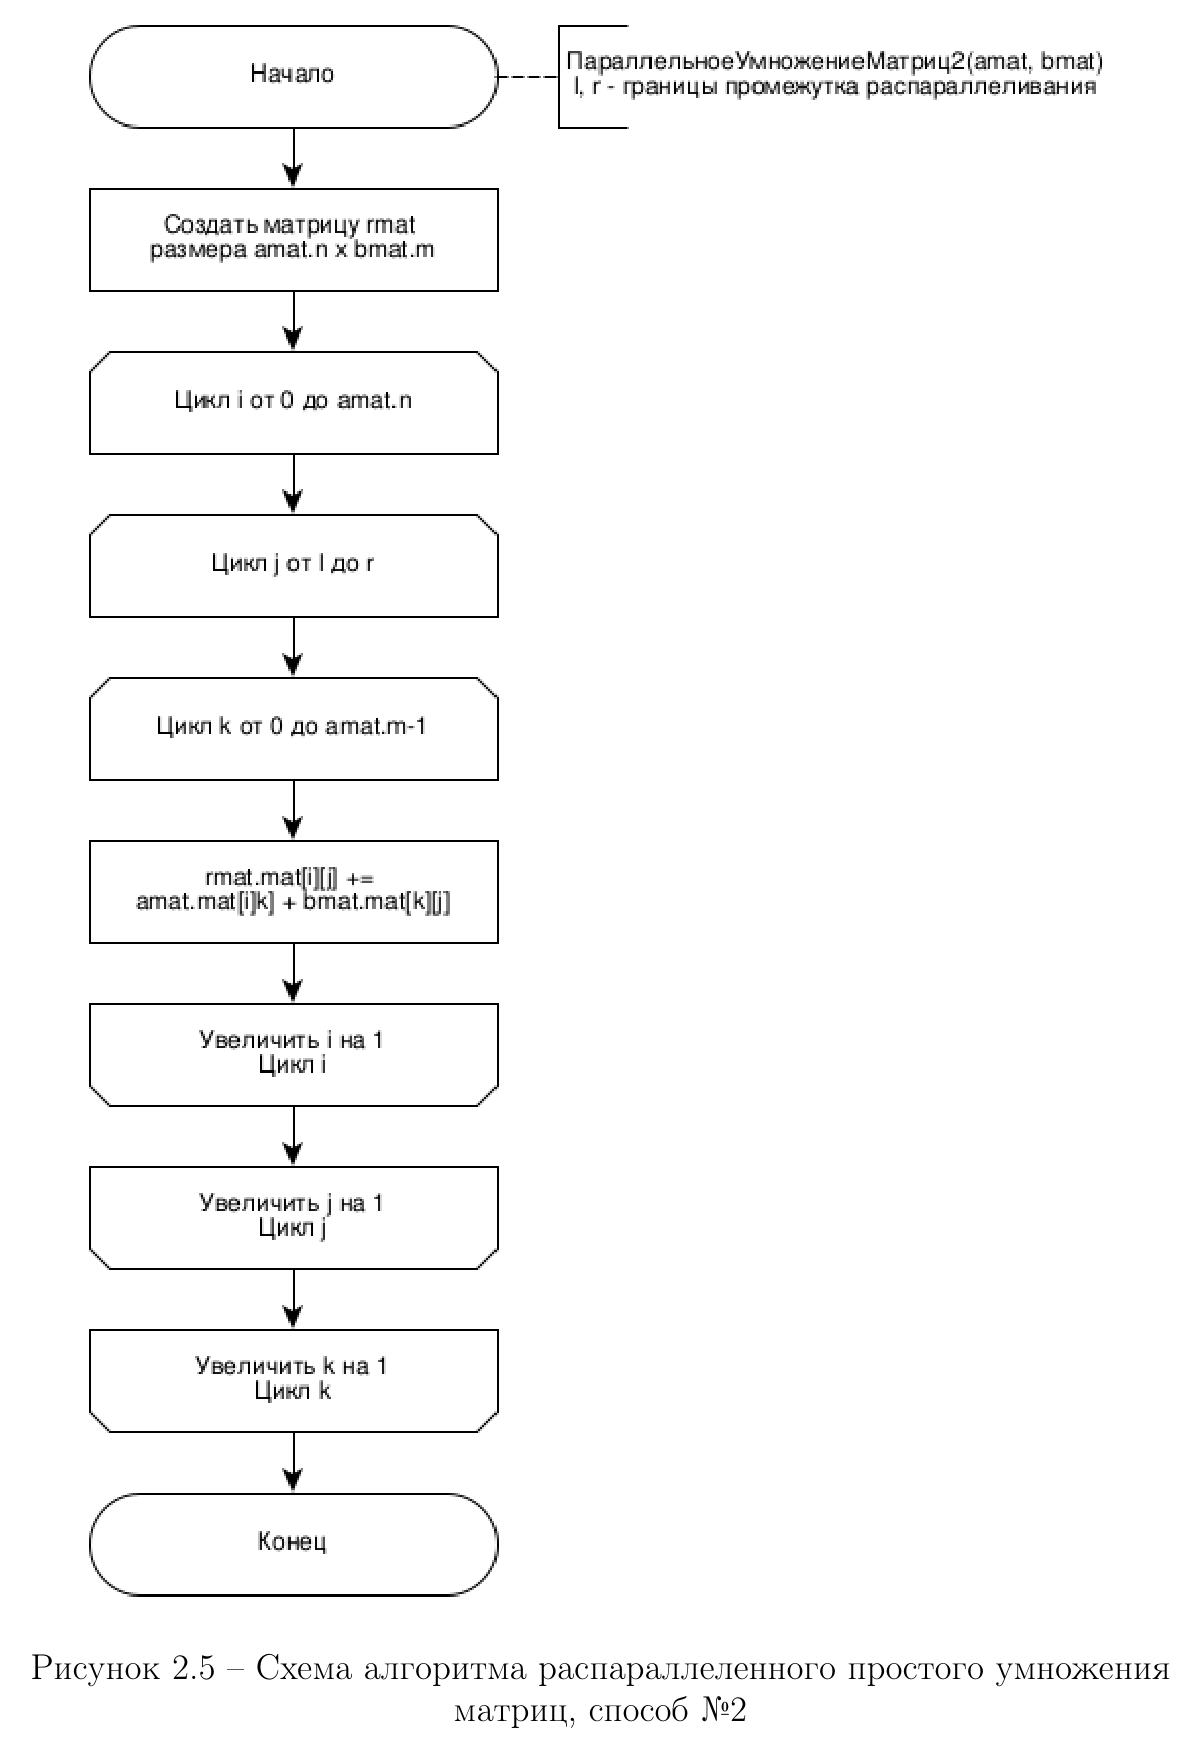 Начало
ПараллельноеУмножениеМатриц2(amat, bmat)
l, r - границы промежутка распараллеливания
Создать матрицу rmat
размера amat.n x bmat.m
Цикл i от 0 до amat.n
Цикл j от l до r
Цикл k от 0 до amat.m-1
rmat.mat[i][j] +=
amat.mat[i]k] + bmat.mat[k][j]
Увеличить i на 1
Цикл i
Увеличить j на 1
Цикл j
Увеличить k на 1
Цикл k
Конец
Рисунок 2.5 – Схема алгоритма распараллеленного простого умножения
матриц, способ №2